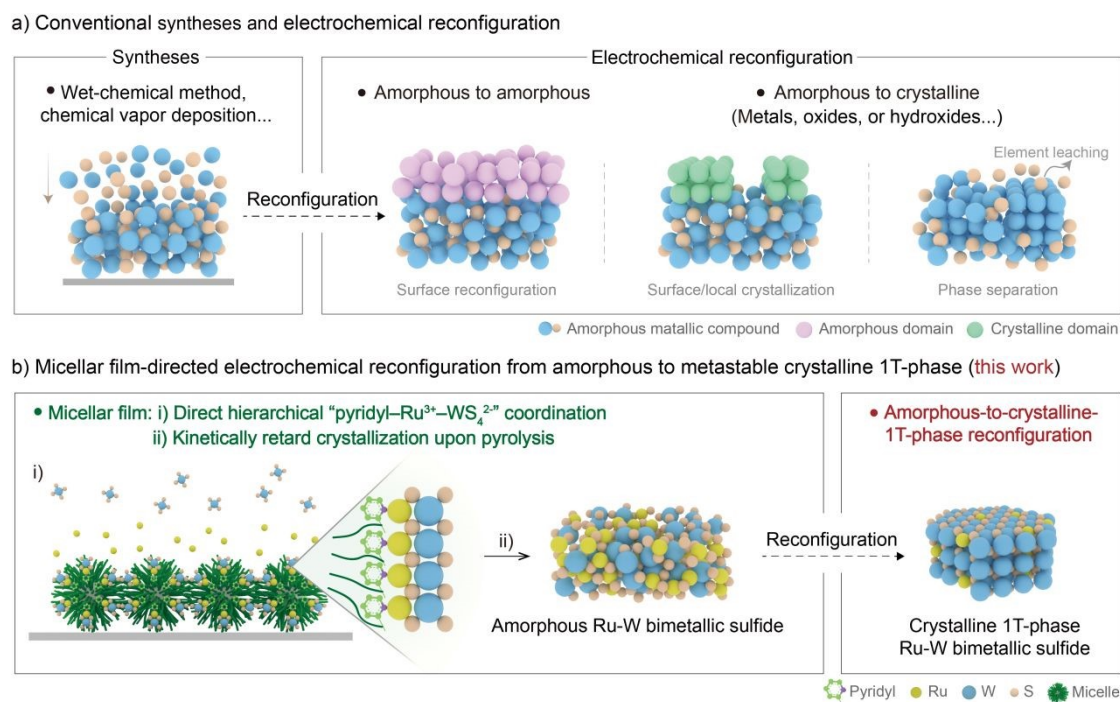 a) Conventional syntheses and electrochemical reconfiguration
Syntheses
• Wet-chemical method,
chemical vapor deposition...
Reconfiguration
Electrochemical reconfiguration
• Amorphous to amorphous
Surface reconfiguration
• Amorphous to crystalline
(Metals, oxides, or hydroxides...)
Surface/local crystallization
Element leaching
Phase separation
Amorphous matallic compound
Amorphous domain
Crystalline domain
b) Micellar film-directed electrochemical reconfiguration from amorphous to metastable crystalline 1T-phase (this work)
• Micellar film: i) Direct hierarchical “pyridyl–Ru³⁺–WS₄²⁻” coordination
ii) Kinetically retard crystallization upon pyrolysis
i)
ii)
Amorphous Ru-W bimetallic sulfide
Reconfiguration
• Amorphous-to-crystalline-
1T-phase reconfiguration
Crystalline 1T-phase
Ru-W bimetallic sulfide
Pyridyl
Ru
W
S
Micelle